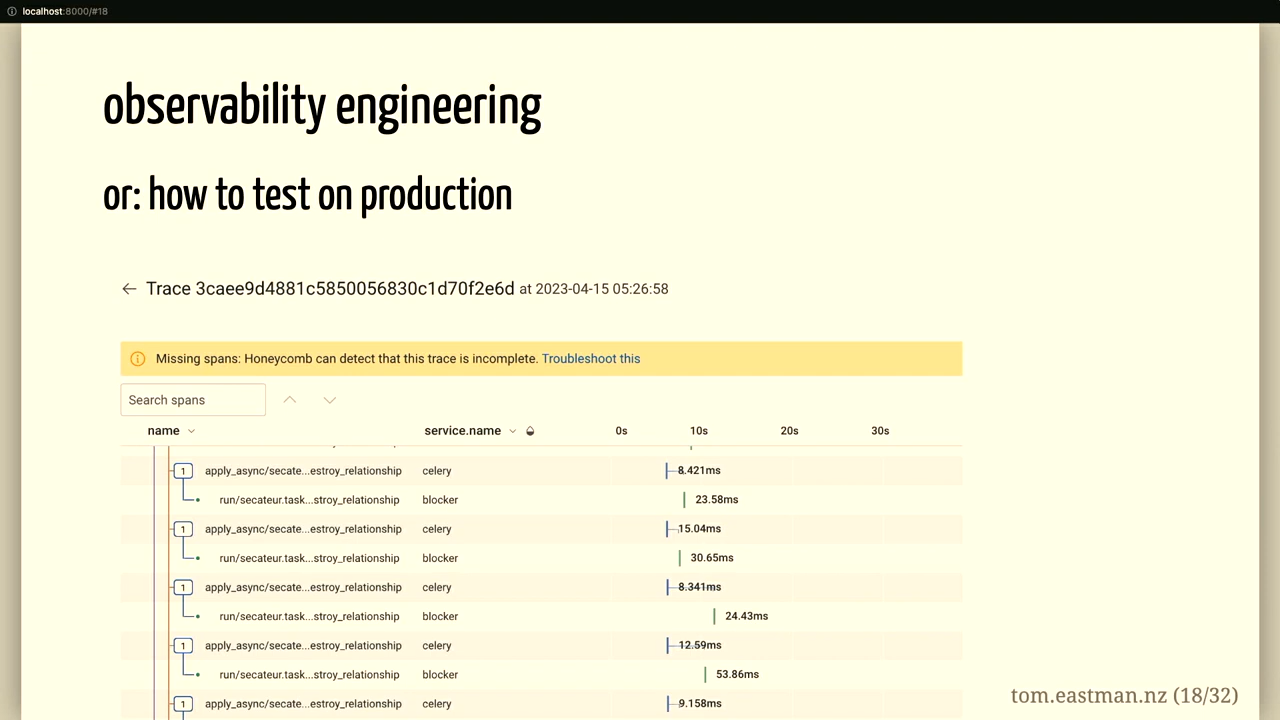 localhost:8000/#18
observability engineering
or: how to test on production
← Trace 3caee9d4881c5850056830c1d70f2e6d at 2023-04-15 05:26:58
Missing spans: Honeycomb can detect that this trace is incomplete. Troubleshoot this
Search spans
name service.name 0s 10s 20s 30s
1 apply_async/secate...estroy_relationship celery 8.421ms
run/secateur.task...stroy_relationship blocker 23.58ms
1 apply_async/secate...estroy_relationship celery 15.04ms
run/secateur.task...stroy_relationship blocker 30.65ms
1 apply_async/secate...estroy_relationship celery 8.341ms
run/secateur.task...stroy_relationship blocker 24.43ms
1 apply_async/secate...estroy_relationship celery 12.59ms
run/secateur.task...stroy_relationship blocker 53.86ms
1 apply_async/secate...estroy_relationship celery 9.158ms
tom.eastman.nz (18/32)